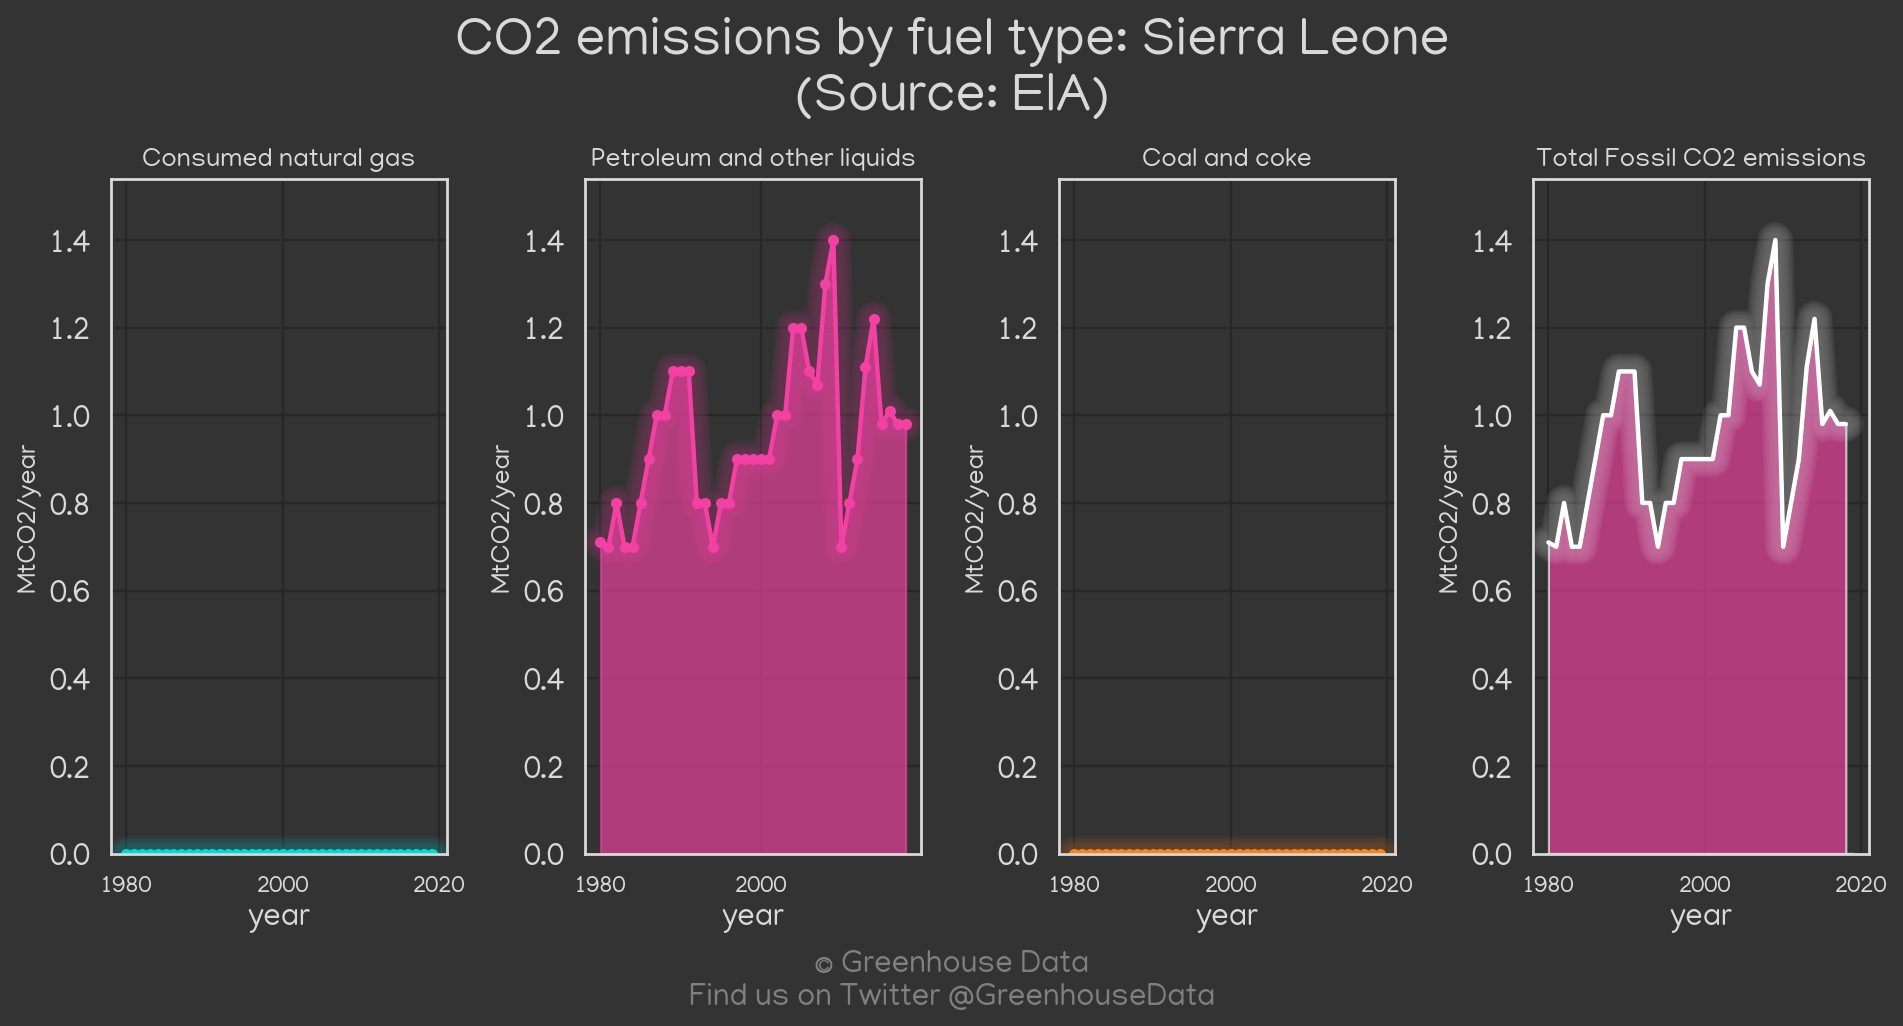 CO2 emissions by fuel type: Sierra Leone
(Source: EIA)
Consumed natural gas
1.4
1.2
1.0
0.8
0.6
0.4
0.2
0.0
MtCO2/year
1980 2000 2020
year
Petroleum and other liquids
1.4
1.2
1.0
0.8
0.6
0.4
0.2
0.0
MtCO2/year
1980 2000
year
Coal and coke
1.4
1.2
1.0
0.8
0.6
0.4
0.2
0.0
MtCO2/year
1980 2000 2020
year
Total Fossil CO2 emissions
1.4
1.2
1.0
0.8
0.6
0.4
0.2
0.0
MtCO2/year
1980 2000 2020
year
© Greenhouse Data
Find us on Twitter @GreenhouseData